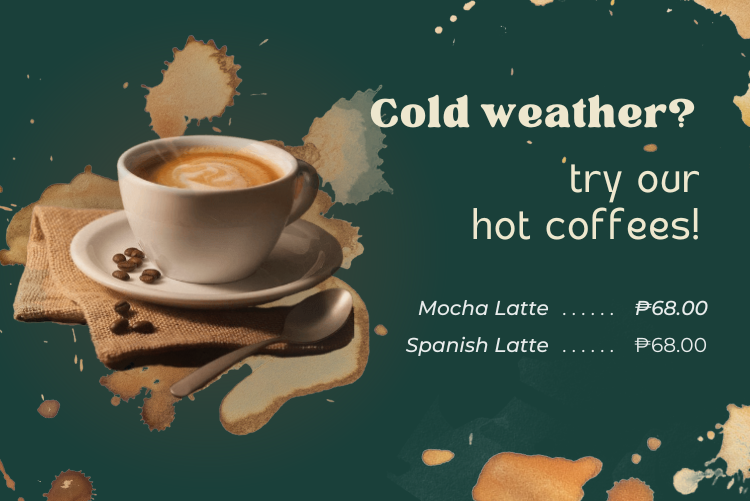 Cold weather?
try our
hot coffees!
Mocha Latte ...... ₱68.00
Spanish Latte ...... ₱68.00